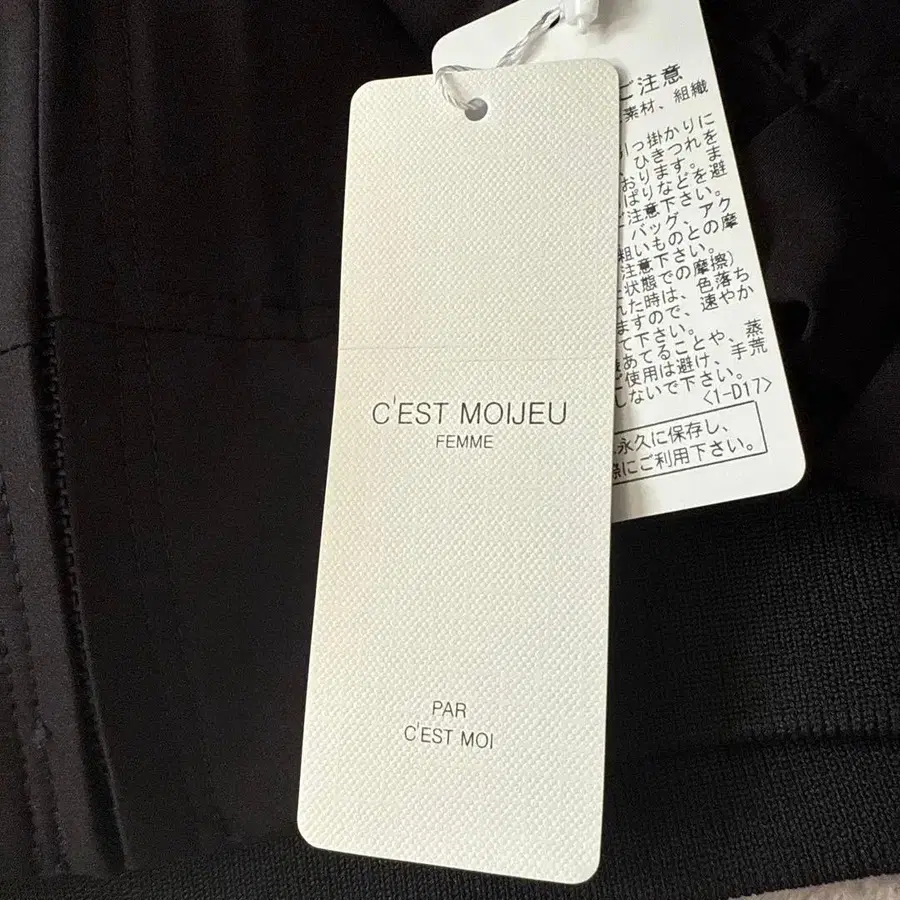 C'EST MOIJEU
FEMME
PAR
C'EST MOI
ご注意
素材、組織
引っ掛かりに
、ひきつれを
おります。ま
っぱりなどを避
ご注意下さい。
バッグ、アク
粗いものとの摩
注意下さい。
状態での摩擦)
れた時は、色落ち
ますので、速やか
て下さい。
あてることや、蒸
ご使用は避け、手荒
しないで下さい。
<1-D17>
永久に保存し、
際にご利用下さい。